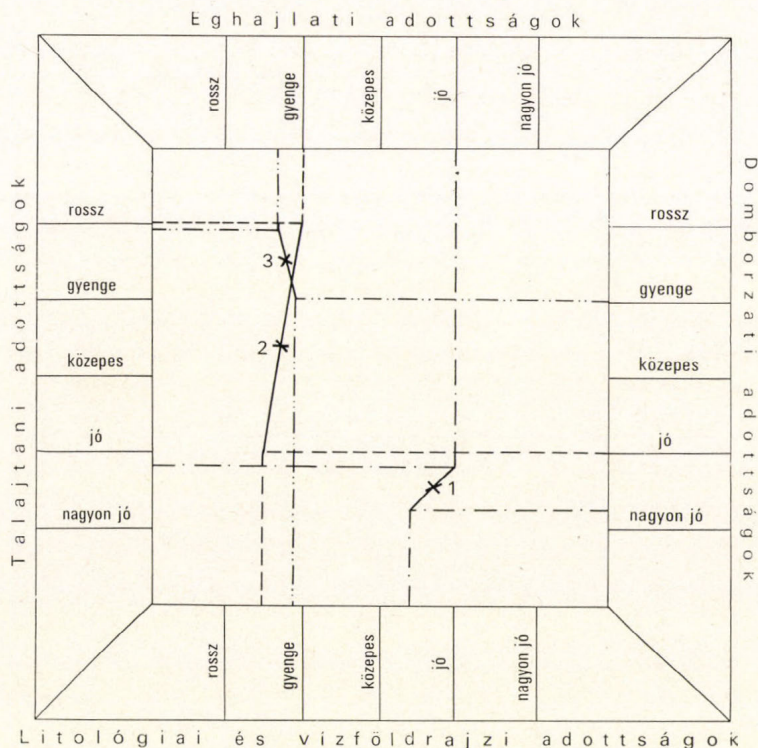 Eghajlati adottságok
rossz
gyenge
közepes
jó
nagyon jó
Talajtani adottságok
rossz
gyenge
közepes
jó
nagyon jó
3
2
1
rossz
gyenge
közepes
jó
nagyon jó
Domborzati adottságok
rossz
gyenge
közepes
jó
nagyon jó
Litológiai és vízföldrajzi adottságok